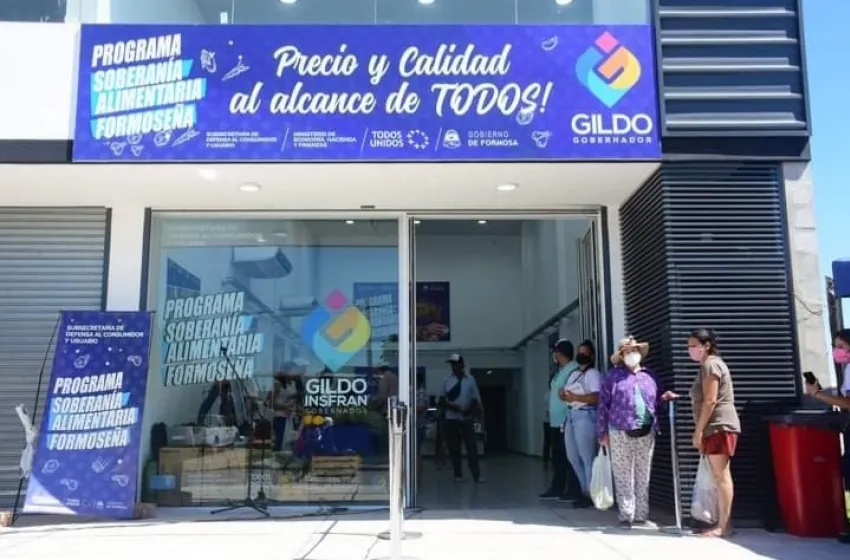 PROGRAMA
SOBERANÍA
ALIMENTARIA
FORMOSEÑA
Precio y Calidad
al alcance de TODOS!
SUBSECRETARIA DE
DEFENSA AL CONSUMIDOR
Y USUARIO
MINISTERIO DE
ECONOMÍA, HACIENDA
Y FINANZAS
TODOS
UNIDOS
GOBIERNO
DE FORMOSA
GILDO
GOBERNADOR
PROGRAMA
SOBERANÍA
ALIMENTARIA
FORMOSEÑA
GILDO
INSFRAN
GOBERNADOR
SUBSECRETARIA DE
DEFENSA AL CONSUMIDOR
Y USUARIO
PROGRAMA
SOBERANÍA
ALIMENTARIA
FORMOSEÑA